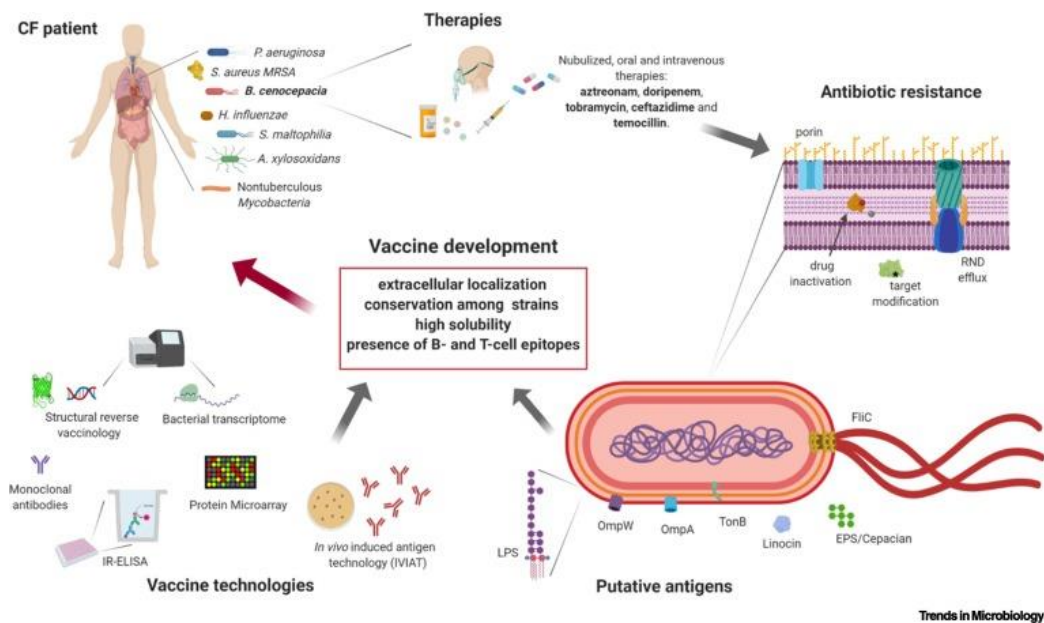 CF patient
P. aeruginosa
S. aureus MRSA
B. cenocepacia
H. influenzae
S. maltophilia
A. xylosoxidans
Nontuberculous
Mycobacteria
Therapies
Nubulized, oral and intravenous
therapies:
aztreonam, doripenem,
tobramycin, ceftazidime and
temocillin.
Antibiotic resistance
porin
drug
inactivation
target
modification
RND
efflux
Vaccine development
extracellular localization
conservation among strains
high solubility
presence of B- and T-cell epitopes
Structural reverse
vaccinology
Bacterial transcriptome
Monoclonal
antibodies
IR-ELISA
Protein Microarray
In vivo induced antigen
technology (IVIAT)
Vaccine technologies
FliC
LPS
OmpW
OmpA
TonB
Linocin
EPS/Cepacian
Putative antigens
Trends in Microbiology